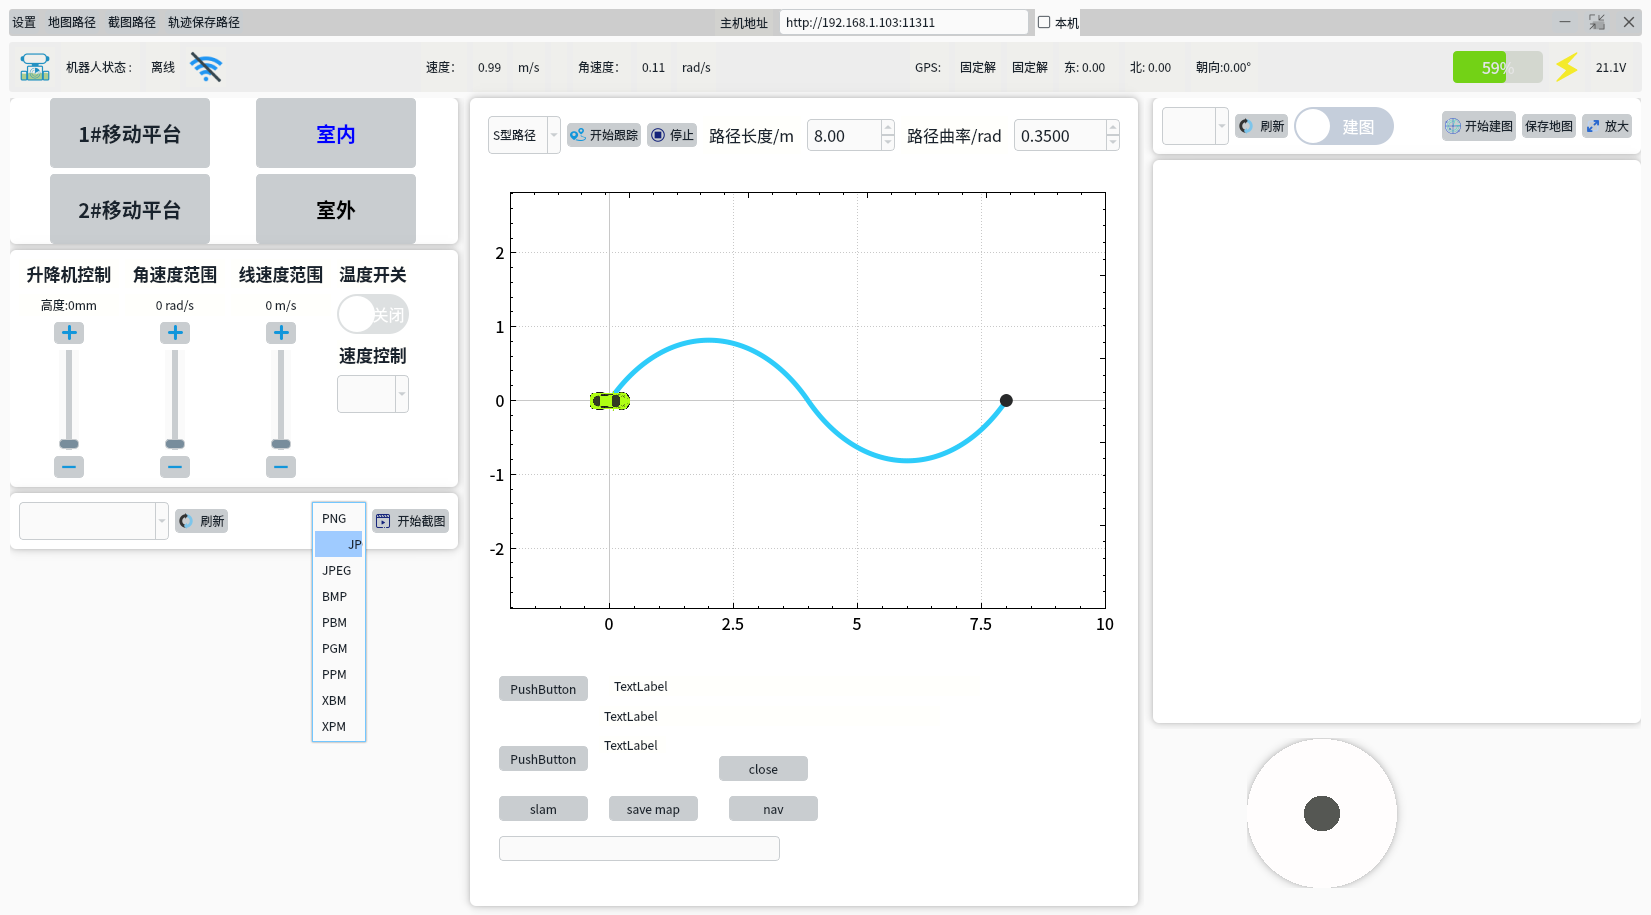 设置 地图路径 截图路径 轨迹保存路径 主机地址 http://192.168.1.103:11311 本机
机器人状态： 离线 速度： 0.99 m/s 角速度： 0.11 rad/s GPS: 固定解 固定解 东: 0.00 北: 0.00 朝向:0.00° 59% 21.1V
1#移动平台 室内
2#移动平台 室外
升降机控制 角速度范围 线速度范围 温度开关
高度:0mm 0 rad/s 0 m/s
关闭
速度控制
刷新 开始截图
PNG
JP
JPEG
BMP
PBM
PGM
PPM
XBM
XPM
S型路径 开始跟踪 停止 路径长度/m 8.00 路径曲率/rad 0.3500
2
1
0
-1
-2
0 2.5 5 7.5 10
PushButton TextLabel
TextLabel
PushButton TextLabel
close
slam save map nav
刷新 建图 开始建图 保存地图 放大